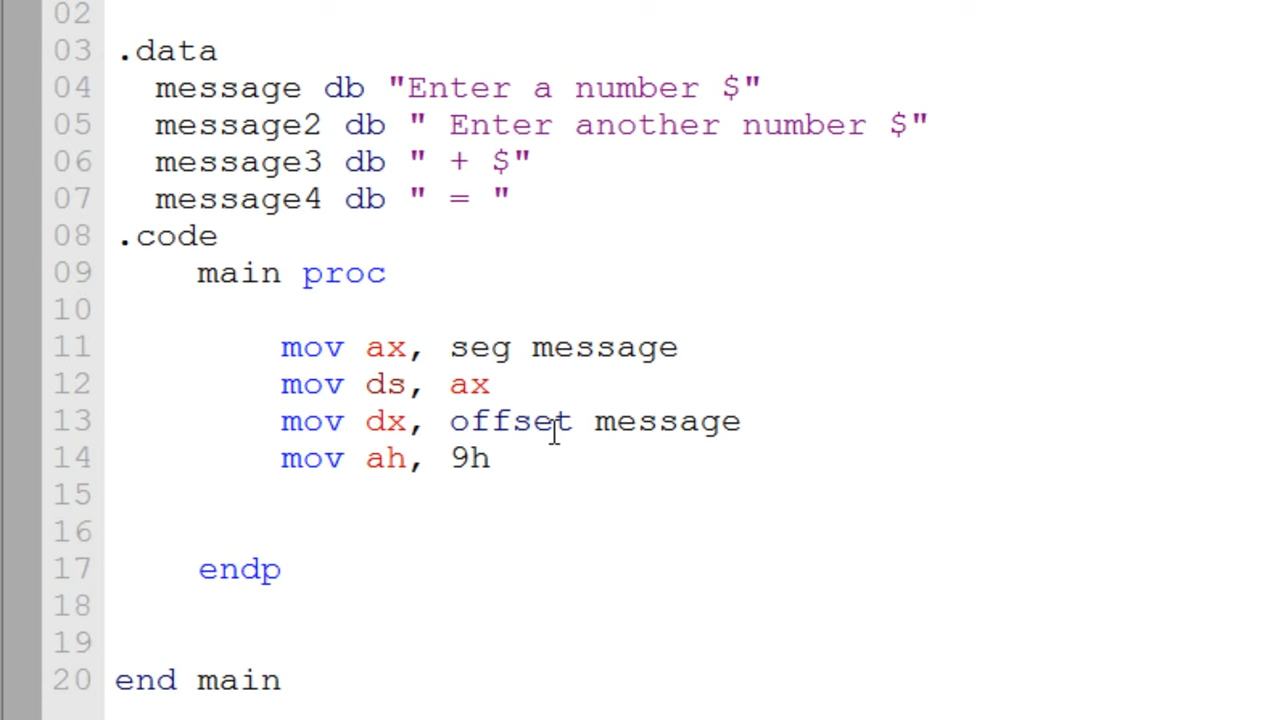 02
03 .data
04 message db "Enter a number $"
05 message2 db " Enter another number $"
06 message3 db " + $"
07 message4 db " = "
08 .code
09 main proc
10
11 mov ax, seg message
12 mov ds, ax
13 mov dx, offset message
14 mov ah, 9h
15
16
17 endp
18
19
20 end main